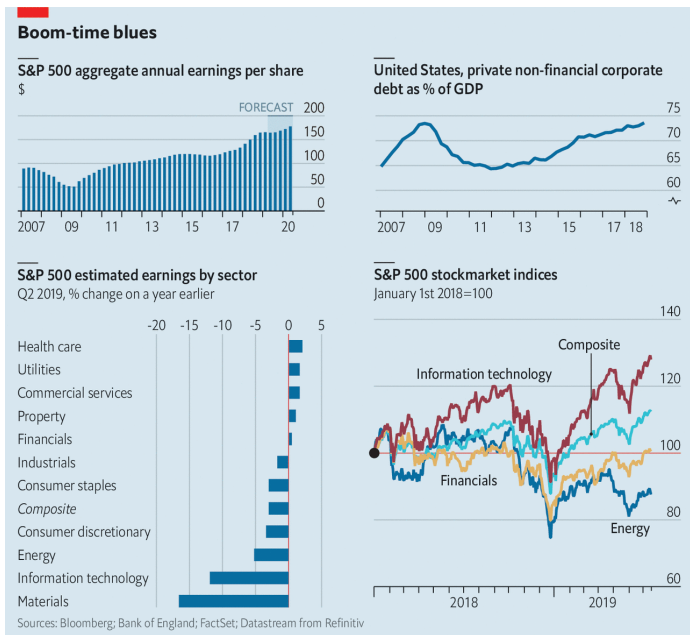 Boom-time blues
S&P 500 aggregate annual earnings per share
$
FORECAST
200
150
100
50
0
2007 09 11 13 15 17 20
United States, private non-financial corporate
debt as % of GDP
75
70
65
60
2007 09 11 13 15 17 18
S&P 500 estimated earnings by sector
Q2 2019, % change on a year earlier
-20 -15 -10 -5 0 5
Health care
Utilities
Commercial services
Property
Financials
Industrials
Consumer staples
Composite
Consumer discretionary
Energy
Information technology
Materials
S&P 500 stockmarket indices
January 1st 2018=100
140
Composite
Information technology
120
100
Financials
80
Energy
60
2018 2019
Sources: Bloomberg; Bank of England; FactSet; Datastream from Refinitiv